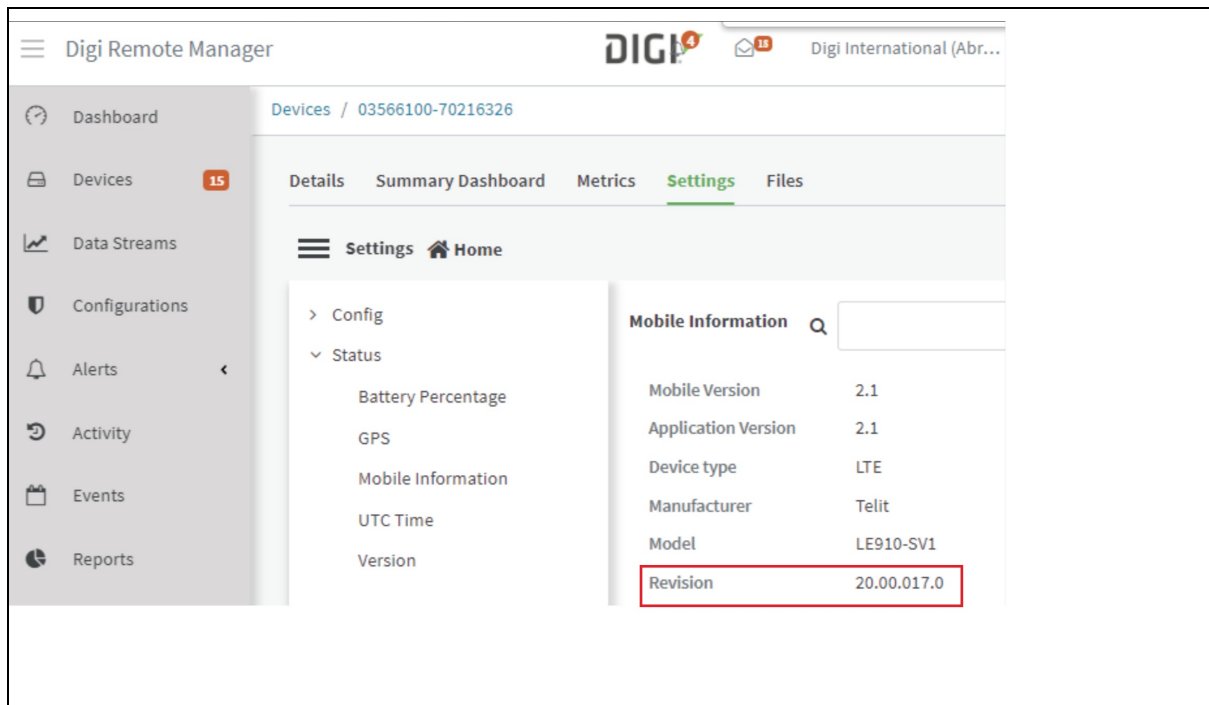 Digi Remote Manager
DIGI 4
18
Digi International (Abr...
Dashboard
Devices 15
Data Streams
Configurations
Alerts
Activity
Events
Reports
Devices / 03566100-70216326
Details Summary Dashboard Metrics Settings Files
Settings Home
Config
Status
Battery Percentage
GPS
Mobile Information
UTC Time
Version
Mobile Information
Mobile Version 2.1
Application Version 2.1
Device type LTE
Manufacturer Telit
Model LE910-SV1
Revision 20.00.017.0